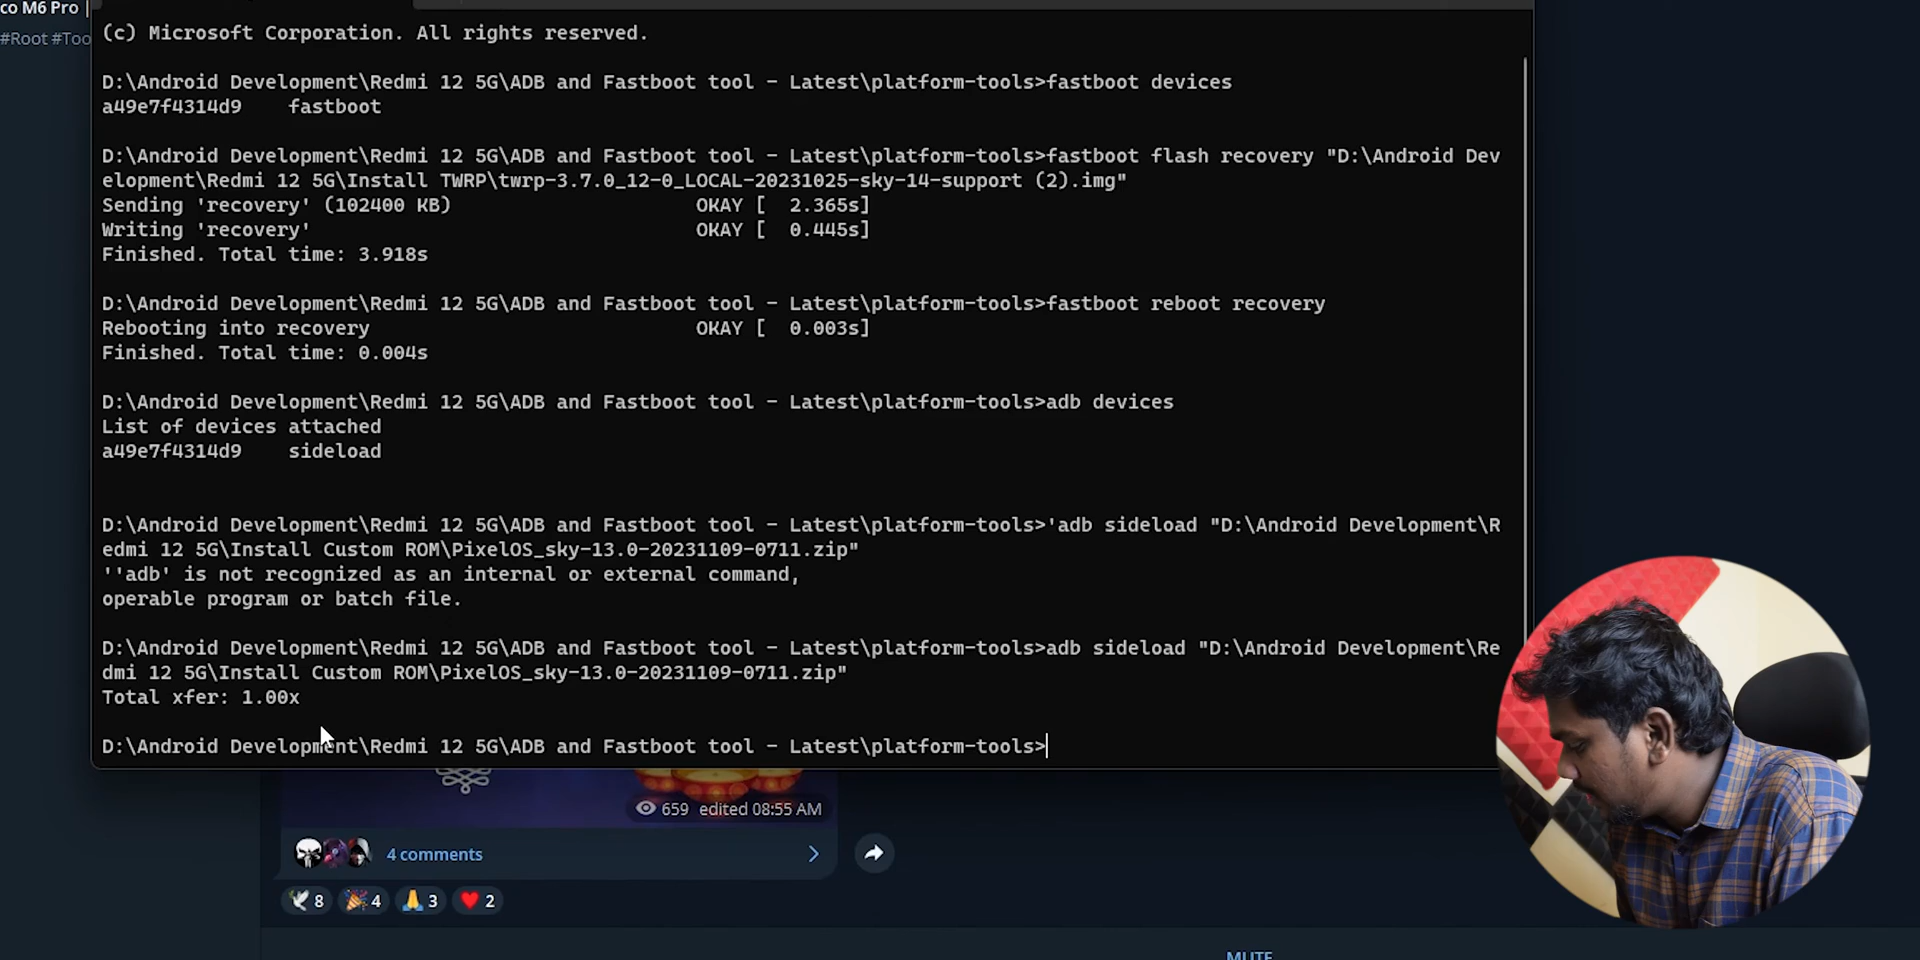 co M6 Pro |
#Root #Too
(c) Microsoft Corporation. All rights reserved.
D:\Android Development\Redmi 12 5G\ADB and Fastboot tool - Latest\platform-tools>fastboot devices
a49e7f4314d9    fastboot
D:\Android Development\Redmi 12 5G\ADB and Fastboot tool - Latest\platform-tools>fastboot flash recovery "D:\Android Dev
elopment\Redmi 12 5G\Install TWRP\twrp-3.7.0_12-0_LOCAL-20231025-sky-14-support (2).img"
Sending 'recovery' (102400 KB)                     OKAY [  2.365s]
Writing 'recovery'                                 OKAY [  0.445s]
Finished. Total time: 3.918s
D:\Android Development\Redmi 12 5G\ADB and Fastboot tool - Latest\platform-tools>fastboot reboot recovery
Rebooting into recovery                            OKAY [  0.003s]
Finished. Total time: 0.004s
D:\Android Development\Redmi 12 5G\ADB and Fastboot tool - Latest\platform-tools>adb devices
List of devices attached
a49e7f4314d9    sideload
D:\Android Development\Redmi 12 5G\ADB and Fastboot tool - Latest\platform-tools>'adb sideload "D:\Android Development\R
edmi 12 5G\Install Custom ROM\PixelOS_sky-13.0-20231109-0711.zip"
''adb' is not recognized as an internal or external command,
operable program or batch file.
D:\Android Development\Redmi 12 5G\ADB and Fastboot tool - Latest\platform-tools>adb sideload "D:\Android Development\Re
dmi 12 5G\Install Custom ROM\PixelOS_sky-13.0-20231109-0711.zip"
Total xfer: 1.00x
D:\Android Development\Redmi 12 5G\ADB and Fastboot tool - Latest\platform-tools>
659 edited 08:55 AM
4 comments
8 4 3 2
MUTE